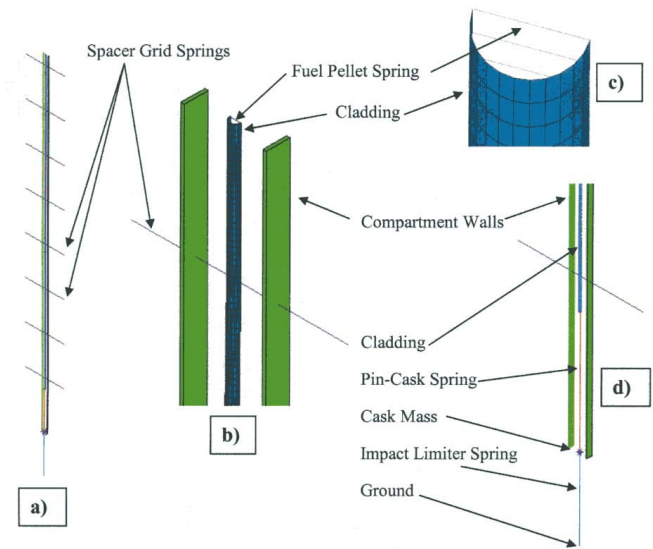 Spacer Grid Springs
Fuel Pellet Spring
Cladding
c)
Compartment Walls
Cladding
Pin-Cask Spring
d)
Cask Mass
b)
Impact Limiter Spring
Ground
a)